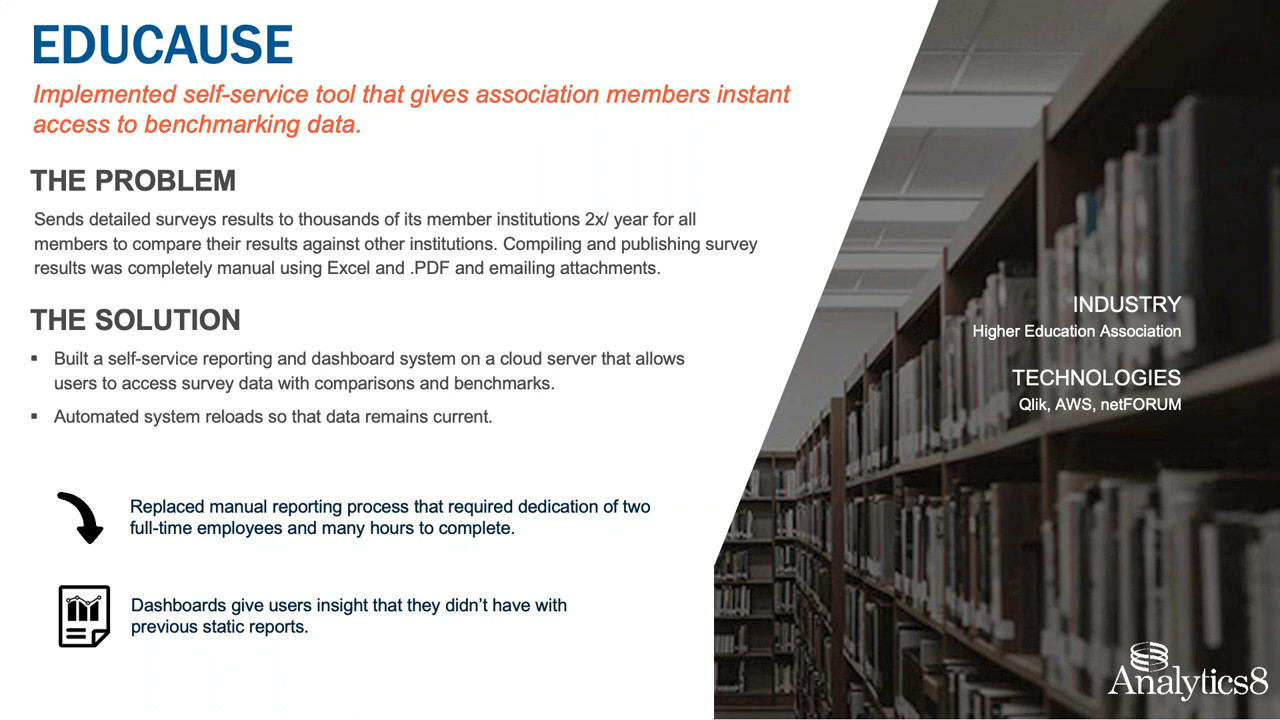 EDUCAUSE
Implemented self-service tool that gives association members instant
access to benchmarking data.
THE PROBLEM
Sends detailed surveys results to thousands of its member institutions 2x/ year for all
members to compare their results against other institutions. Compiling and publishing survey
results was completely manual using Excel and .PDF and emailing attachments.
THE SOLUTION
▪ Built a self-service reporting and dashboard system on a cloud server that allows
users to access survey data with comparisons and benchmarks.
▪ Automated system reloads so that data remains current.
Replaced manual reporting process that required dedication of two
full-time employees and many hours to complete.
Dashboards give users insight that they didn’t have with
previous static reports.
INDUSTRY
Higher Education Association
TECHNOLOGIES
Qlik, AWS, netFORUM
Analytics8